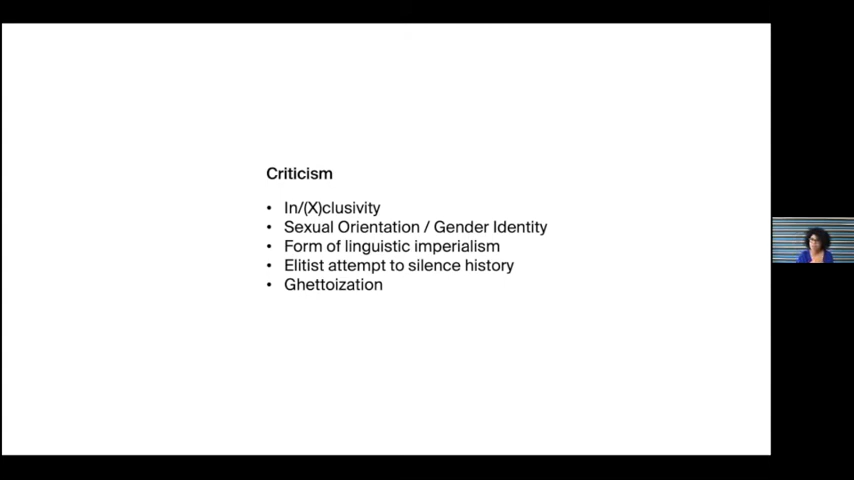 Criticism
• In/(X)clusivity
• Sexual Orientation / Gender Identity
• Form of linguistic imperialism
• Elitist attempt to silence history
• Ghettoization